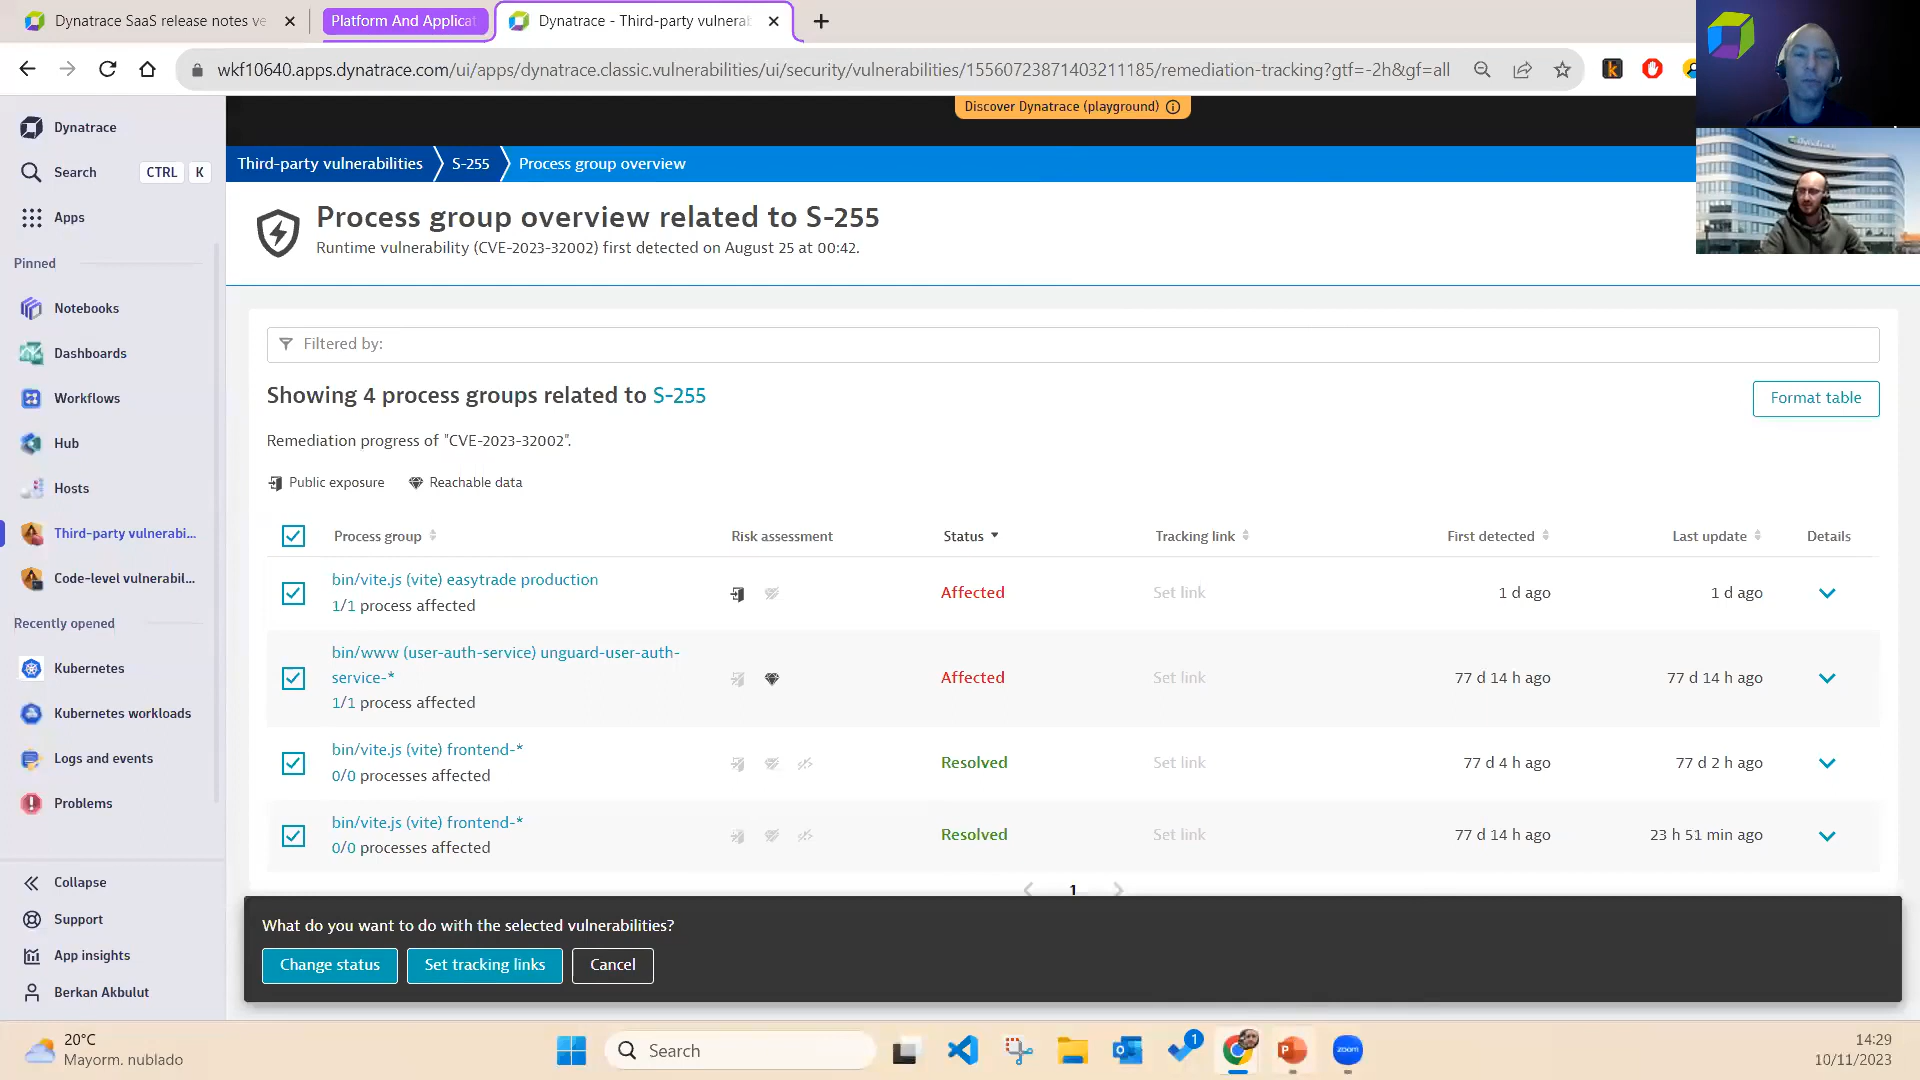 Dynatrace SaaS release notes ve
Platform And Applicat
Dynatrace - Third-party vulnerab
wkf10640.apps.dynatrace.com/ui/apps/dynatrace.classic.vulnerabilities/ui/security/vulnerabilities/15560723871403211185/remediation-tracking?gtf=-2h&gf=all
Dynatrace
Search CTRL K
Apps
Pinned
Notebooks
Dashboards
Workflows
Hub
Hosts
Third-party vulnerabi...
Code-level vulnerabil...
Recently opened
Kubernetes
Kubernetes workloads
Logs and events
Problems
Collapse
Support
App insights
Berkan Akbulut
Discover Dynatrace (playground)
Third-party vulnerabilities S-255 Process group overview
Process group overview related to S-255
Runtime vulnerability (CVE-2023-32002) first detected on August 25 at 00:42.
Filtered by:
Showing 4 process groups related to S-255
Format table
Remediation progress of "CVE-2023-32002".
Public exposure Reachable data
Process group Risk assessment Status Tracking link First detected Last update Details
bin/vite.js (vite) easytrade production
1/1 process affected
Affected Set link 1 d ago 1 d ago
bin/www (user-auth-service) unguard-user-auth-
service-*
1/1 process affected
Affected Set link 77 d 14 h ago 77 d 14 h ago
bin/vite.js (vite) frontend-*
0/0 processes affected
Resolved Set link 77 d 4 h ago 77 d 2 h ago
bin/vite.js (vite) frontend-*
0/0 processes affected
Resolved Set link 77 d 14 h ago 23 h 51 min ago
1
What do you want to do with the selected vulnerabilities?
Change status Set tracking links Cancel
20°C
Mayorm. nublado
Search
1
zoom
14:29
10/11/2023